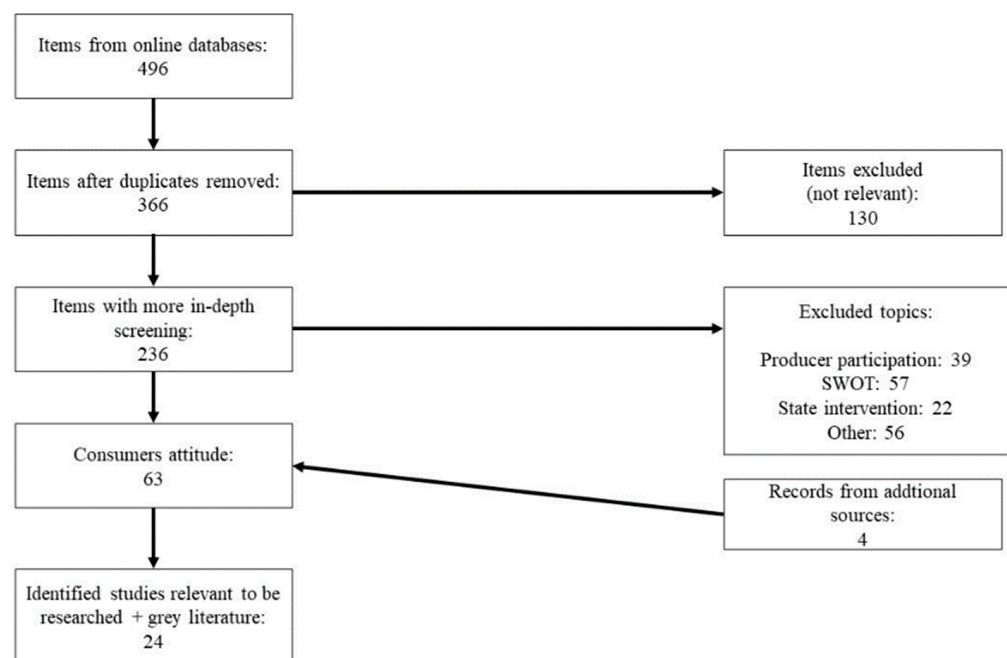 Items from online databases:
496
Items after duplicates removed:
366
Items excluded
(not relevant):
130
Items with more in-depth
screening:
236
Excluded topics:
Producer participation: 39
SWOT: 57
State intervention: 22
Other: 56
Consumers attitude:
63
Records from addtional
sources:
4
Identified studies relevant to be
researched + grey literature:
24